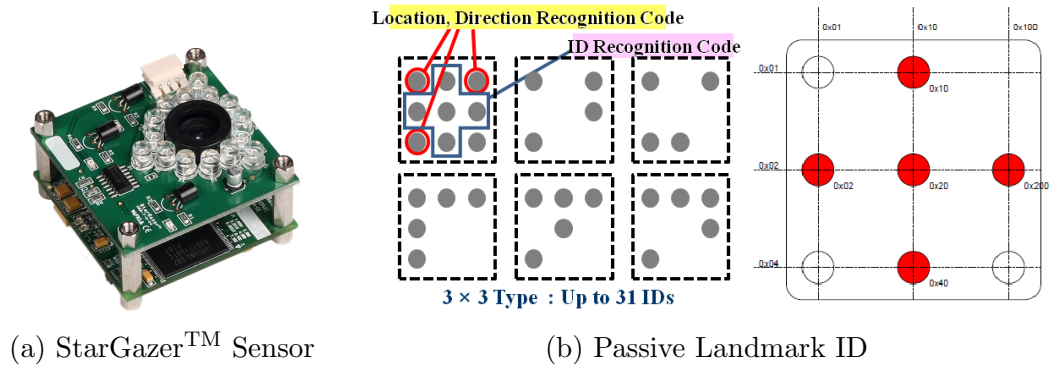 Location, Direction Recognition Code
ID Recognition Code
3 × 3 Type : Up to 31 IDs
0x01 0x10 0x100
0x01
0x10
0x02
0x02 0x20 0x200
0x04
0x40
(a) StarGazer™ Sensor
(b) Passive Landmark ID